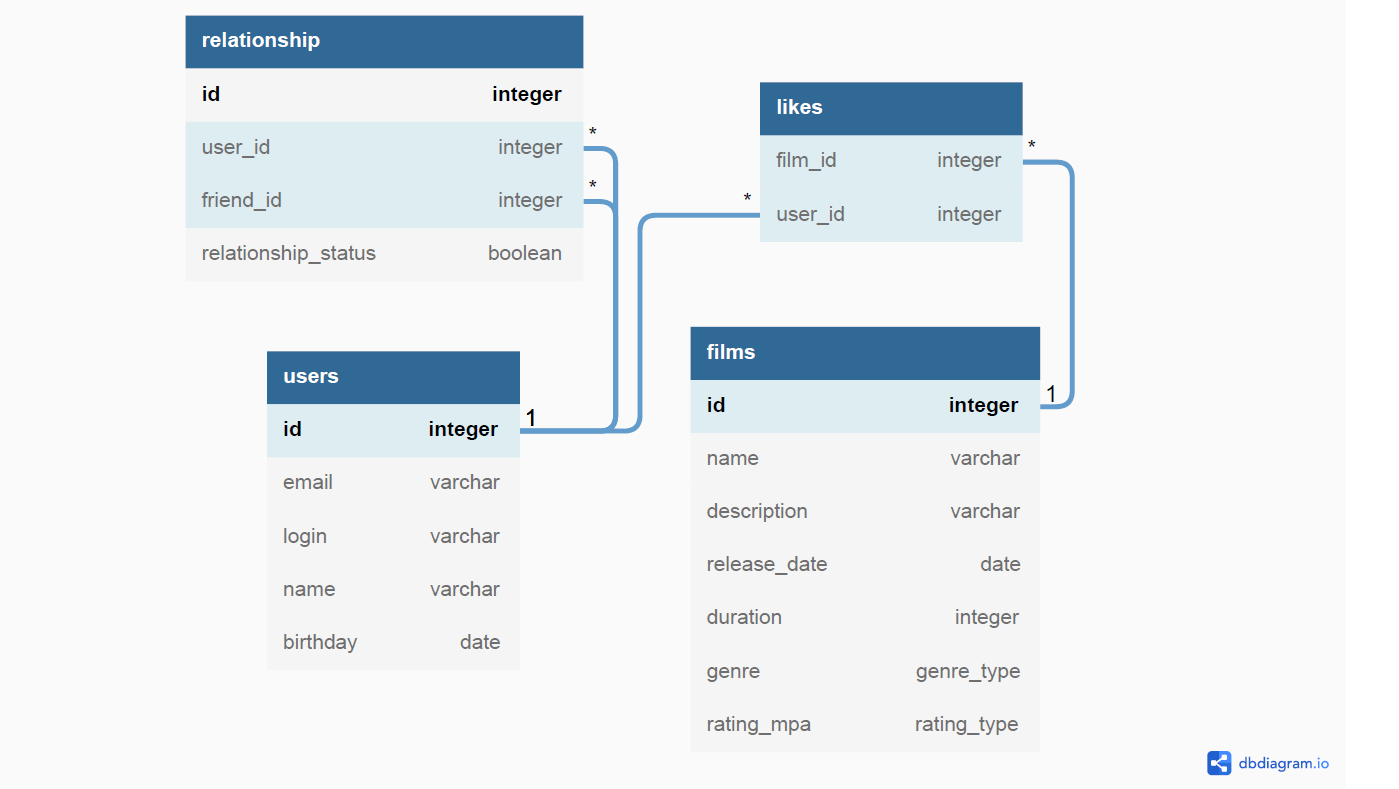 relationship
id integer
user_id integer *
friend_id integer *
relationship_status boolean
likes
film_id integer *
* user_id integer
users
id integer 1
email varchar
login varchar
name varchar
birthday date
films
id integer 1
name varchar
description varchar
release_date date
duration integer
genre genre_type
rating_mpa rating_type
dbdiagram.io